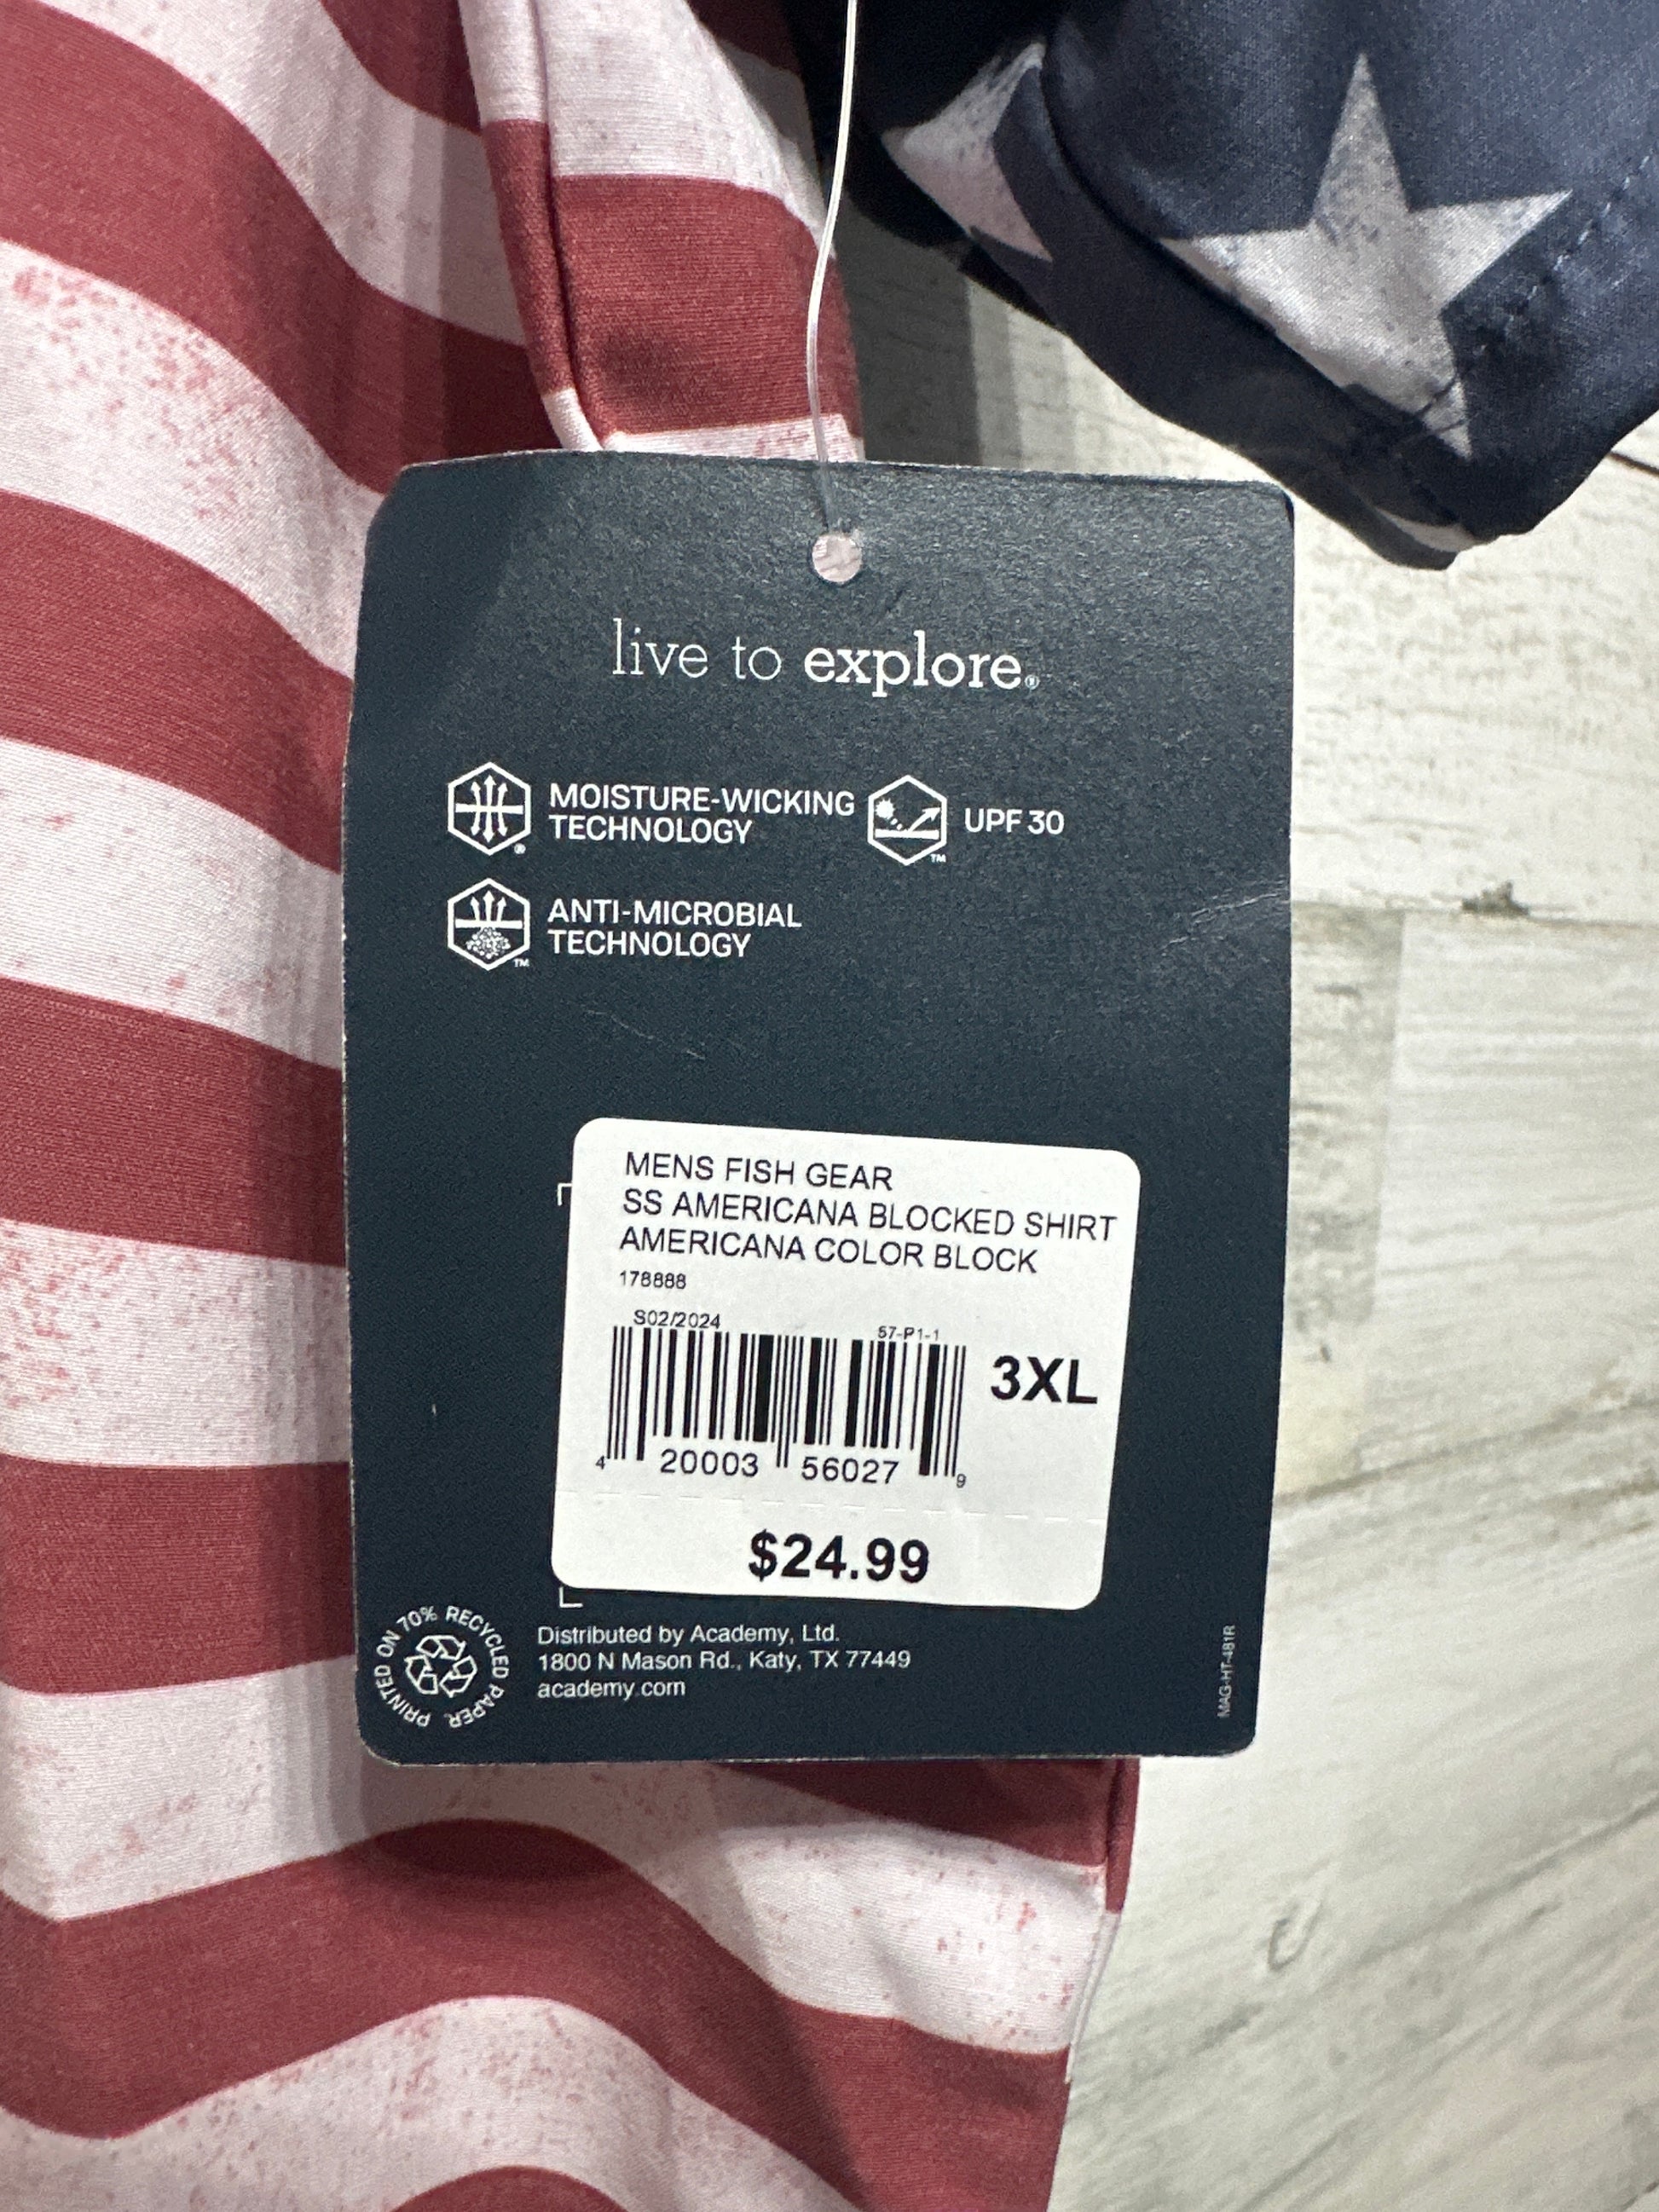 live to explore®
MOISTURE-WICKING
TECHNOLOGY
®
UPF 30
™
ANTI-MICROBIAL
TECHNOLOGY
™
MENS FISH GEAR
SS AMERICANA BLOCKED SHIRT
AMERICANA COLOR BLOCK
178888
S02/2024
57-P1-1
3XL
4 20003 56027 9
$24.99
PRINTED ON 70% RECYCLED PAPER.
Distributed by Academy, Ltd.
1800 N Mason Rd., Katy, TX 77449
academy.com
MAG-HT-481R